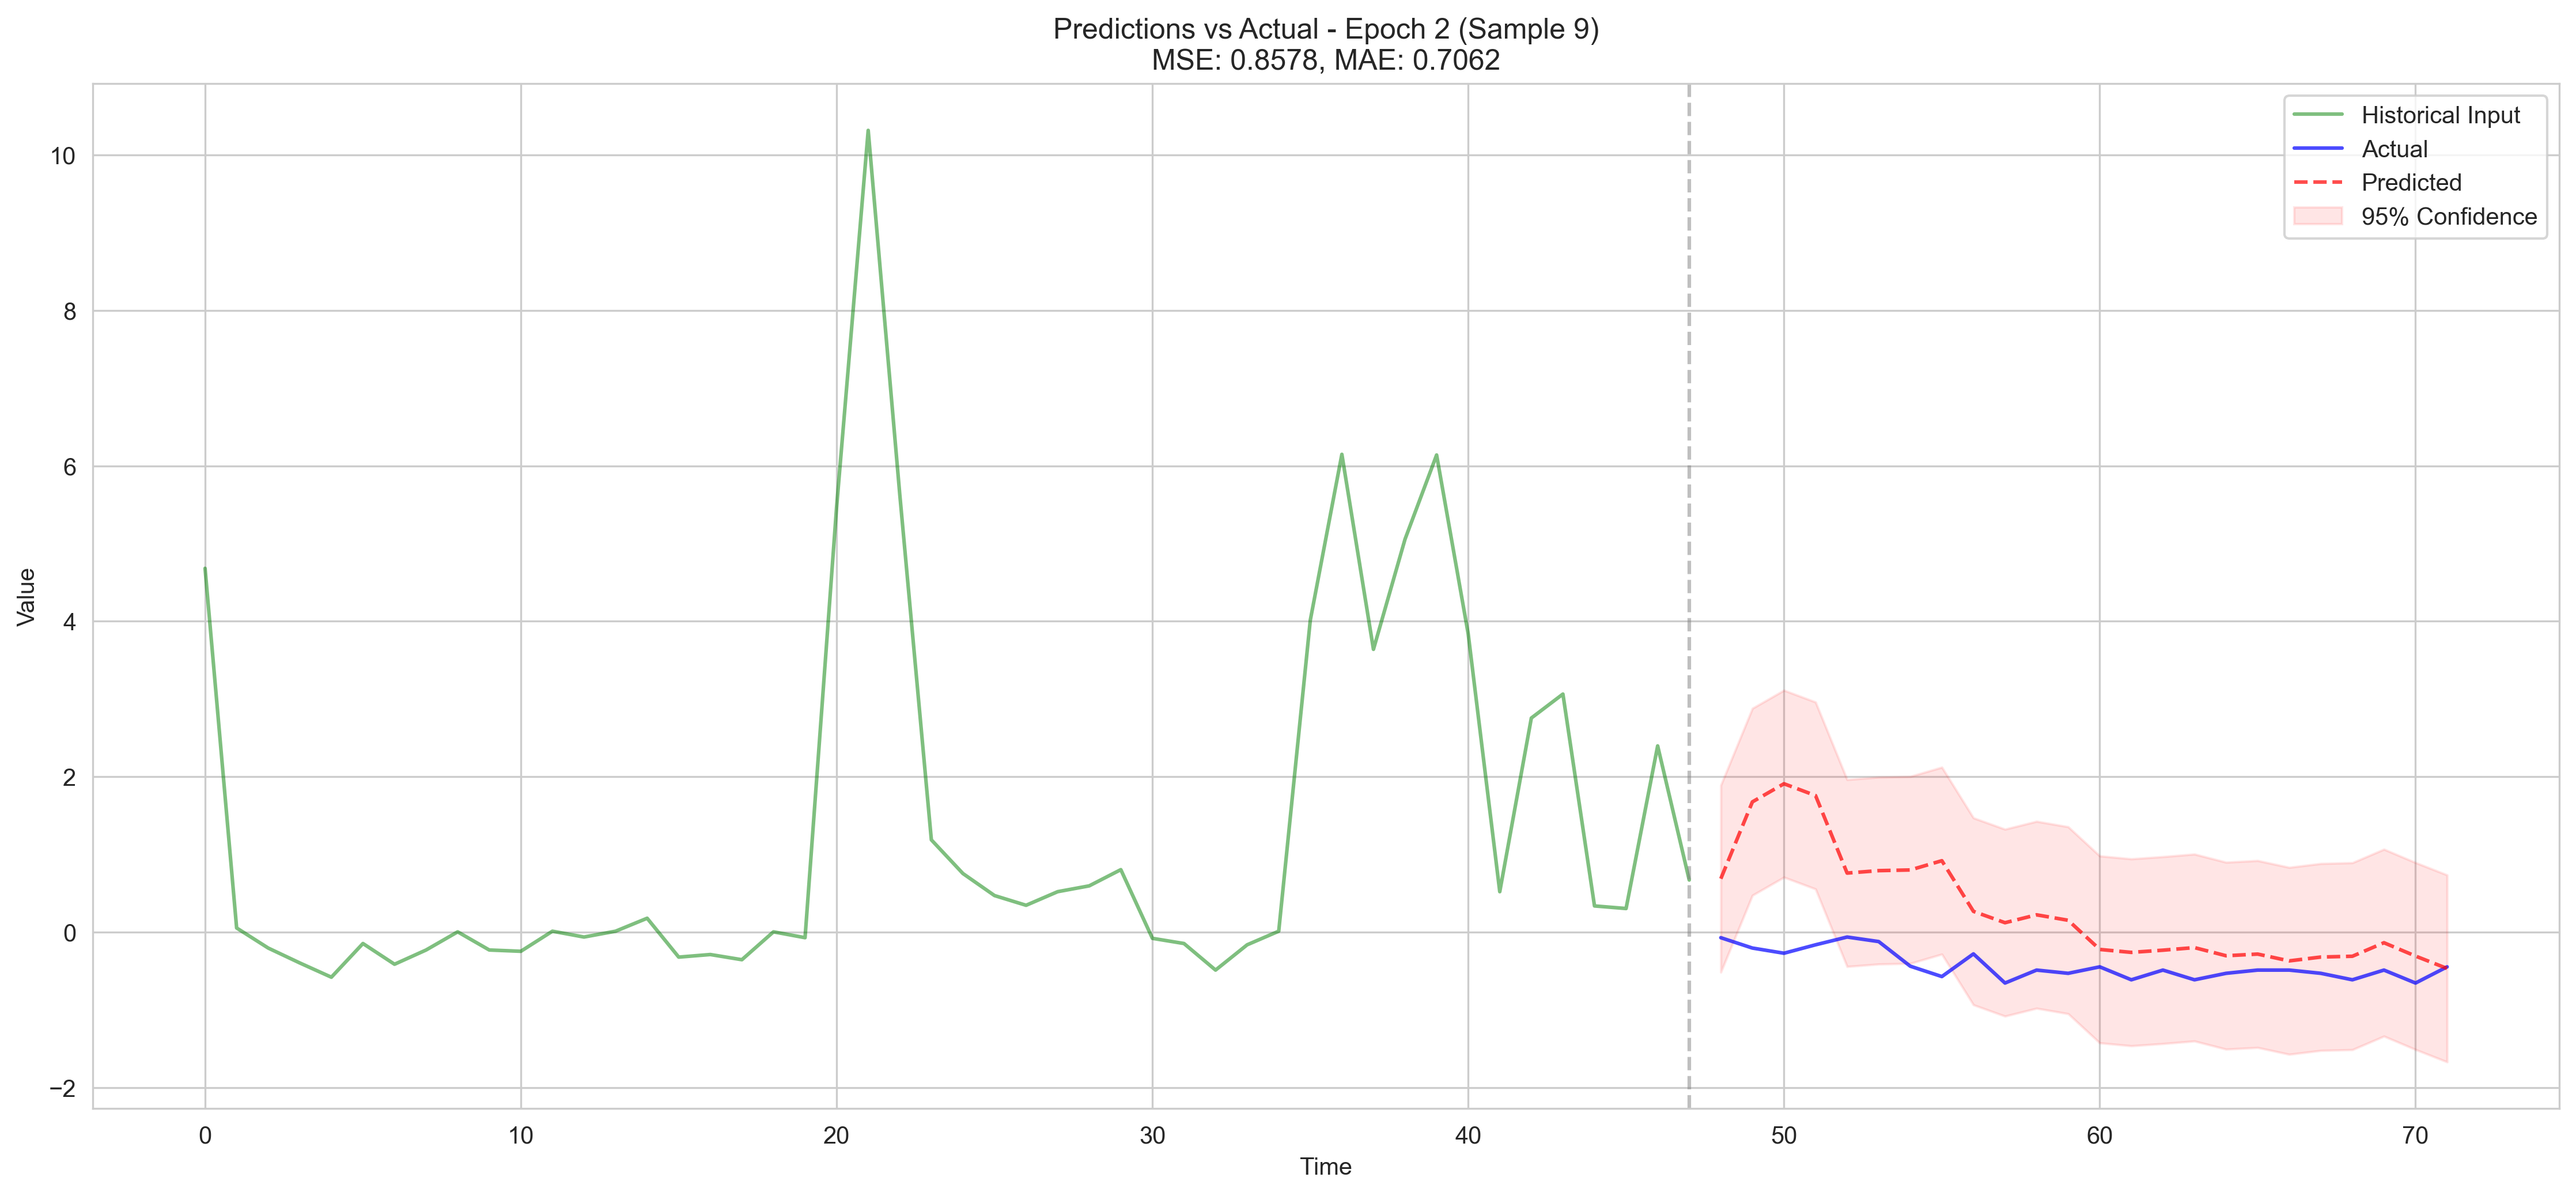 Predictions vs Actual - Epoch 2 (Sample 9)
MSE: 0.8578, MAE: 0.7062
Historical Input
Actual
Predicted
95% Confidence
10
8
6
4
2
0
−2
Value
0
10
20
30
40
50
60
70
Time